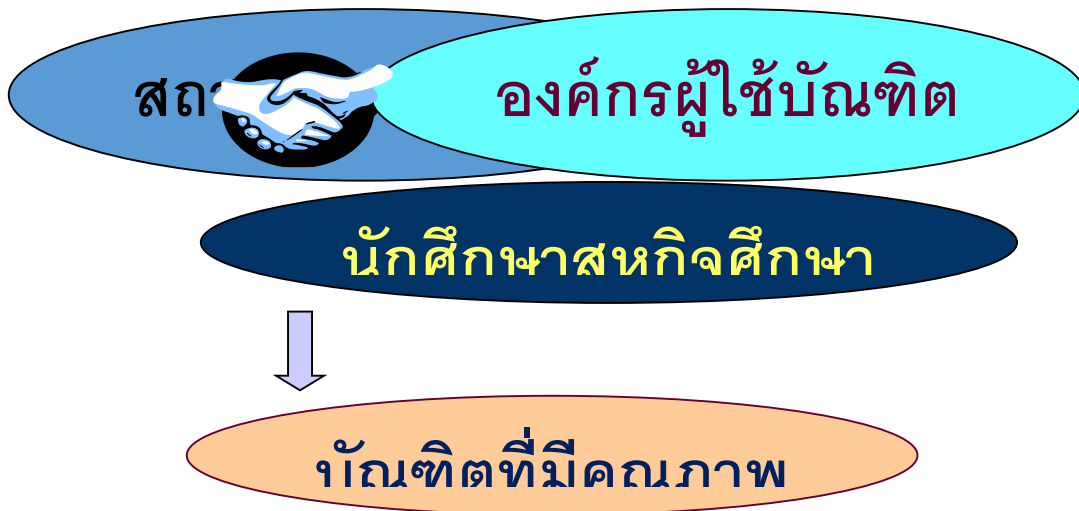 องค์กรผู้ใช้บัณฑิต
นักศึกษาสหกิจศึกษา
บัณฑิตที่มีคุณภาพ